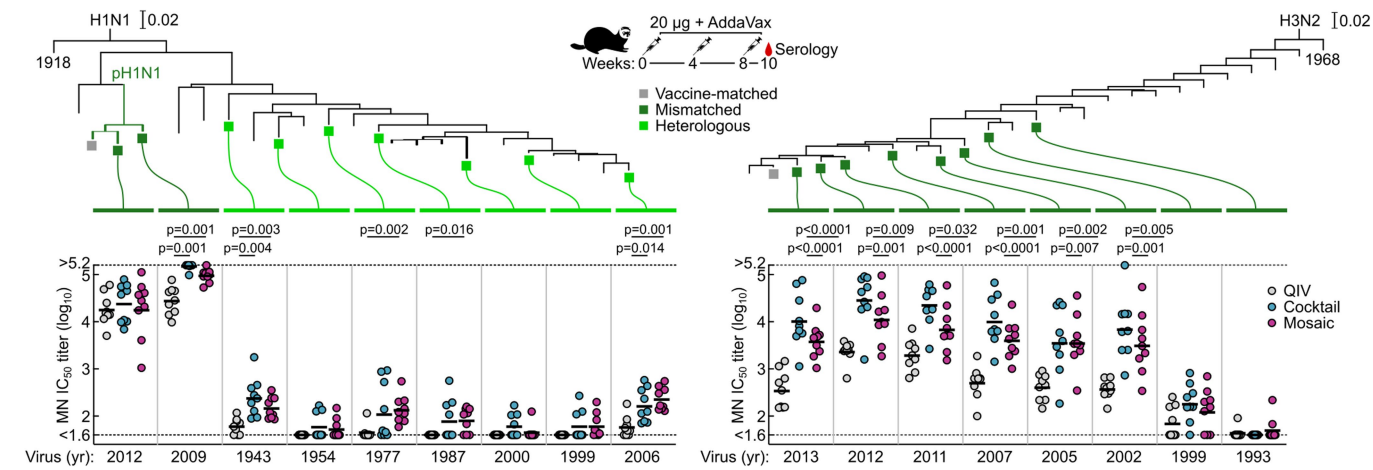 H1N1 0.02
1918
pH1N1
20 µg + AddaVax
Serology
Weeks: 0 4 8 10
Vaccine-matched
Mismatched
Heterologous
H3N2 0.02
1968
p=0.001 p=0.003 p=0.002 p=0.016 p=0.001
p=0.001 p=0.004 p=0.014
MN IC50 titer (log10)
>5.2
5
4
3
2
<1.6
Virus (yr): 2012 2009 1943 1954 1977 1987 2000 1999 2006
p<0.0001 p=0.009 p=0.032 p=0.001 p=0.002 p=0.005
p<0.0001 p=0.001 p<0.0001 p<0.0001 p=0.007 p=0.001
MN IC50 titer (log10)
>5.2
5
4
3
2
<1.6
Virus (yr): 2013 2012 2011 2007 2005 2002 1999 1993
QIV
Cocktail
Mosaic